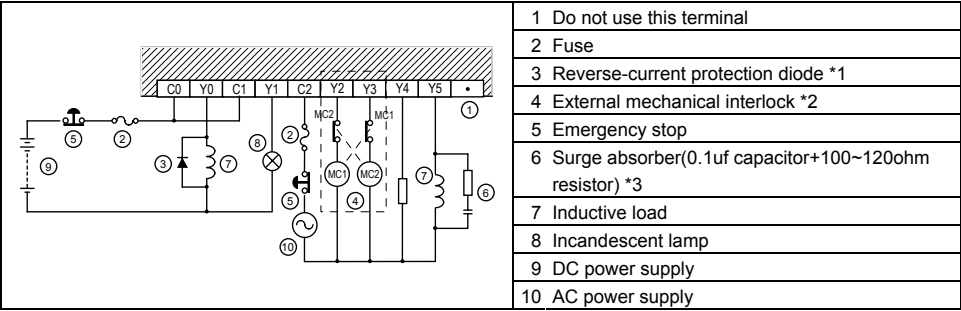 C0 Y0 C1 Y1 C2 Y2 Y3 Y4 Y5 •
1
MC2 MC1
5 2 8 2
9 3 7 MC1 MC2 7 6
5 4
10
1 Do not use this terminal
2 Fuse
3 Reverse-current protection diode *1
4 External mechanical interlock *2
5 Emergency stop
6 Surge absorber(0.1uf capacitor+100~120ohm
resistor) *3
7 Inductive load
8 Incandescent lamp
9 DC power supply
10 AC power supply